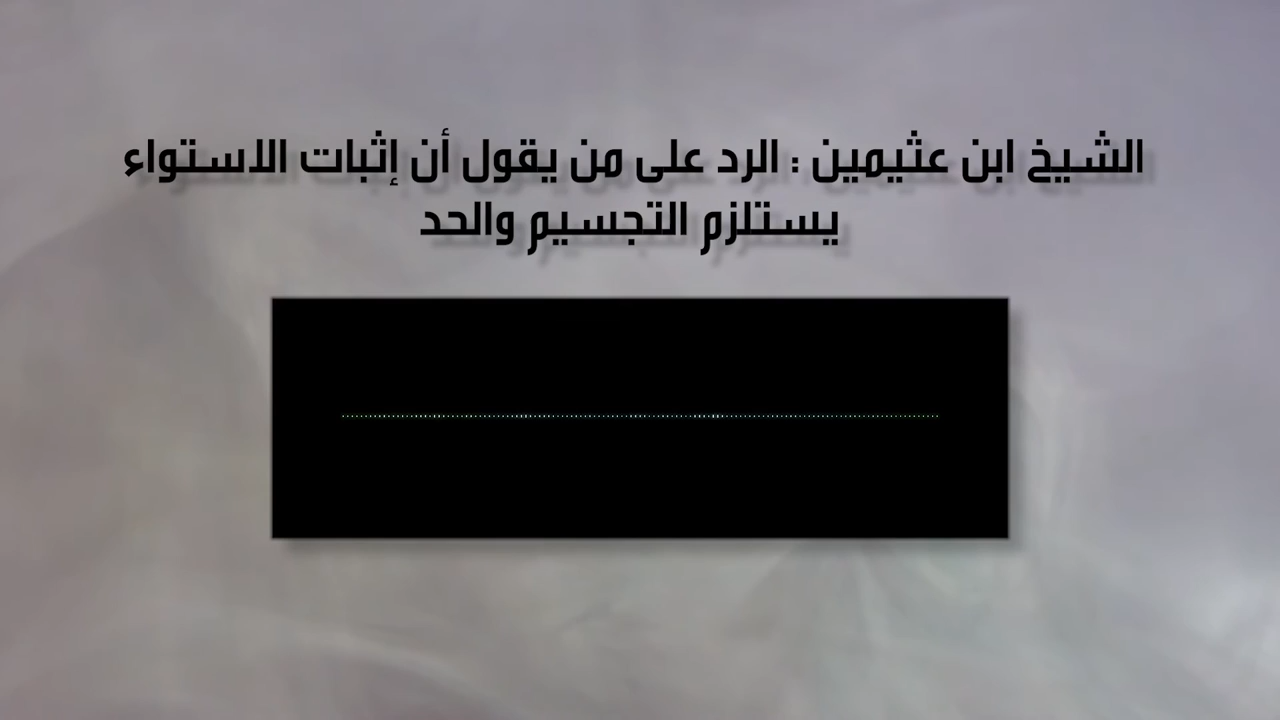 الشيخ ابن عثيمين : الرد على من يقول أن إثبات الاستواء
يستلزم التجسيم والحد